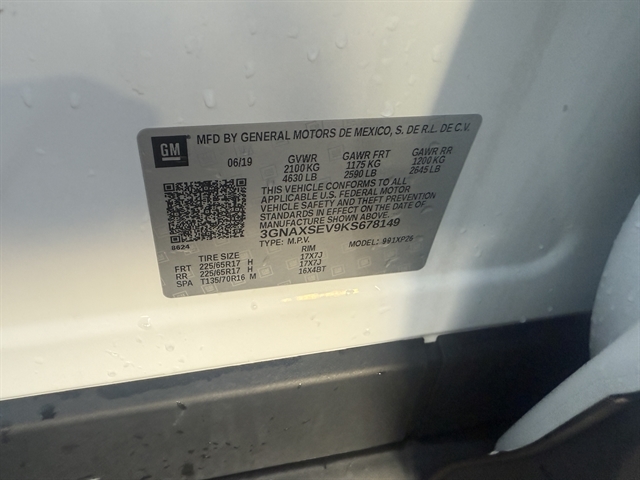 GM
MFD BY GENERAL MOTORS DE MEXICO, S. DE R.L. DE C.V.
06/19 GVWR GAWR FRT GAWR RR
2100 KG 1175 KG 1200 KG
4630 LB 2590 LB 2645 LB
THIS VEHICLE CONFORMS TO ALL
APPLICABLE U.S. FEDERAL MOTOR
VEHICLE SAFETY, BUMPER, AND THEFT
PREVENTION STANDARDS IN EFFECT ON
THE DATE OF MANUFACTURE SHOWN ABOVE.
3GNAXSEV9KS678149
8624 TYPE: M.P.V. MODEL: 991XP26
TIRE SIZE RIM
FRT 225/65R17 H 17X7J
RR 225/65R17 H 17X7J
SPA T135/70R16 M 16X4BT